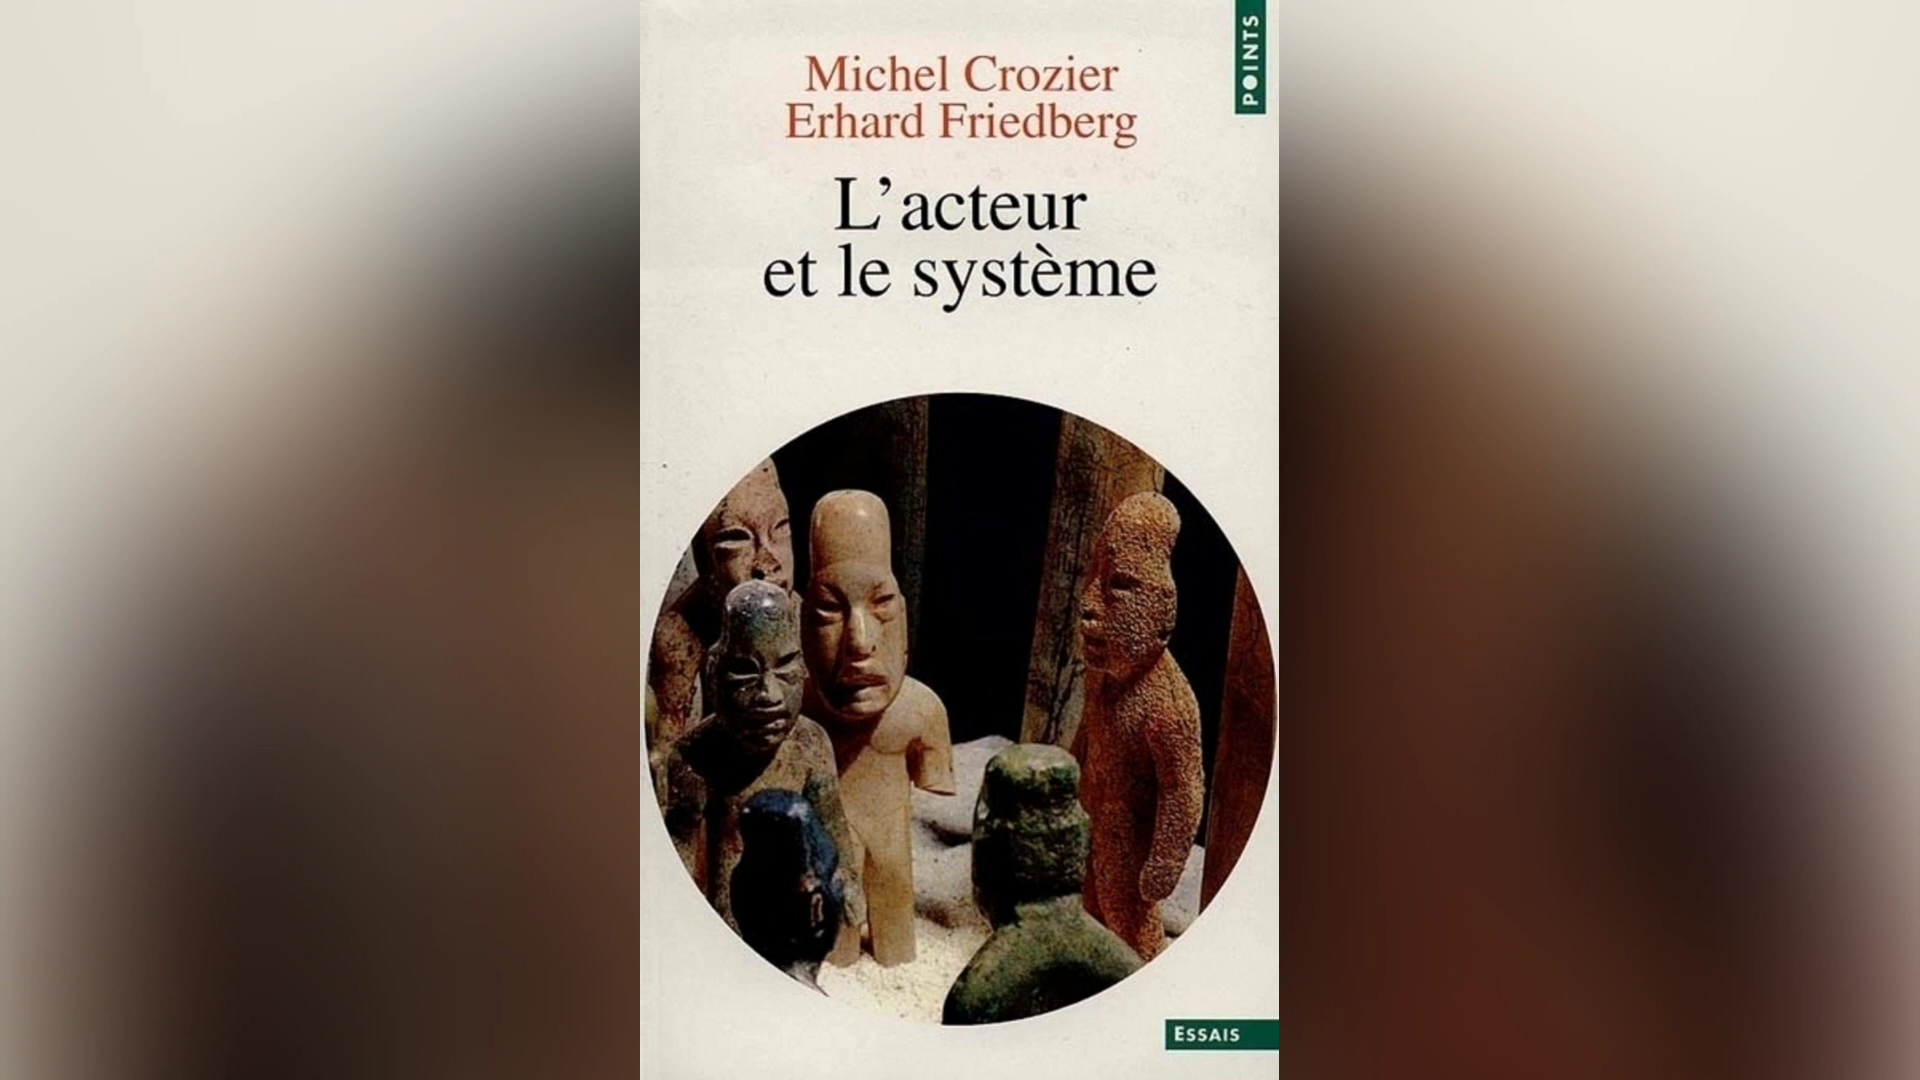 POINTS
Michel Crozier
Erhard Friedberg
L'acteur
et le système
ESSAIS